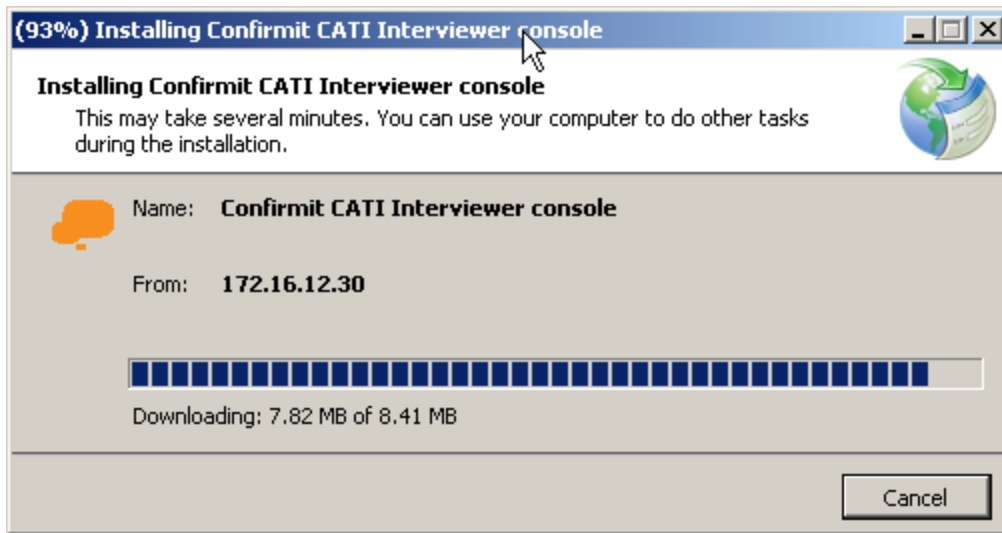 (93%) Installing Confirmit CATI Interviewer console
Installing Confirmit CATI Interviewer console
This may take several minutes. You can use your computer to do other tasks
during the installation.
Name: Confirmit CATI Interviewer console
From: 172.16.12.30
Downloading: 7.82 MB of 8.41 MB
Cancel